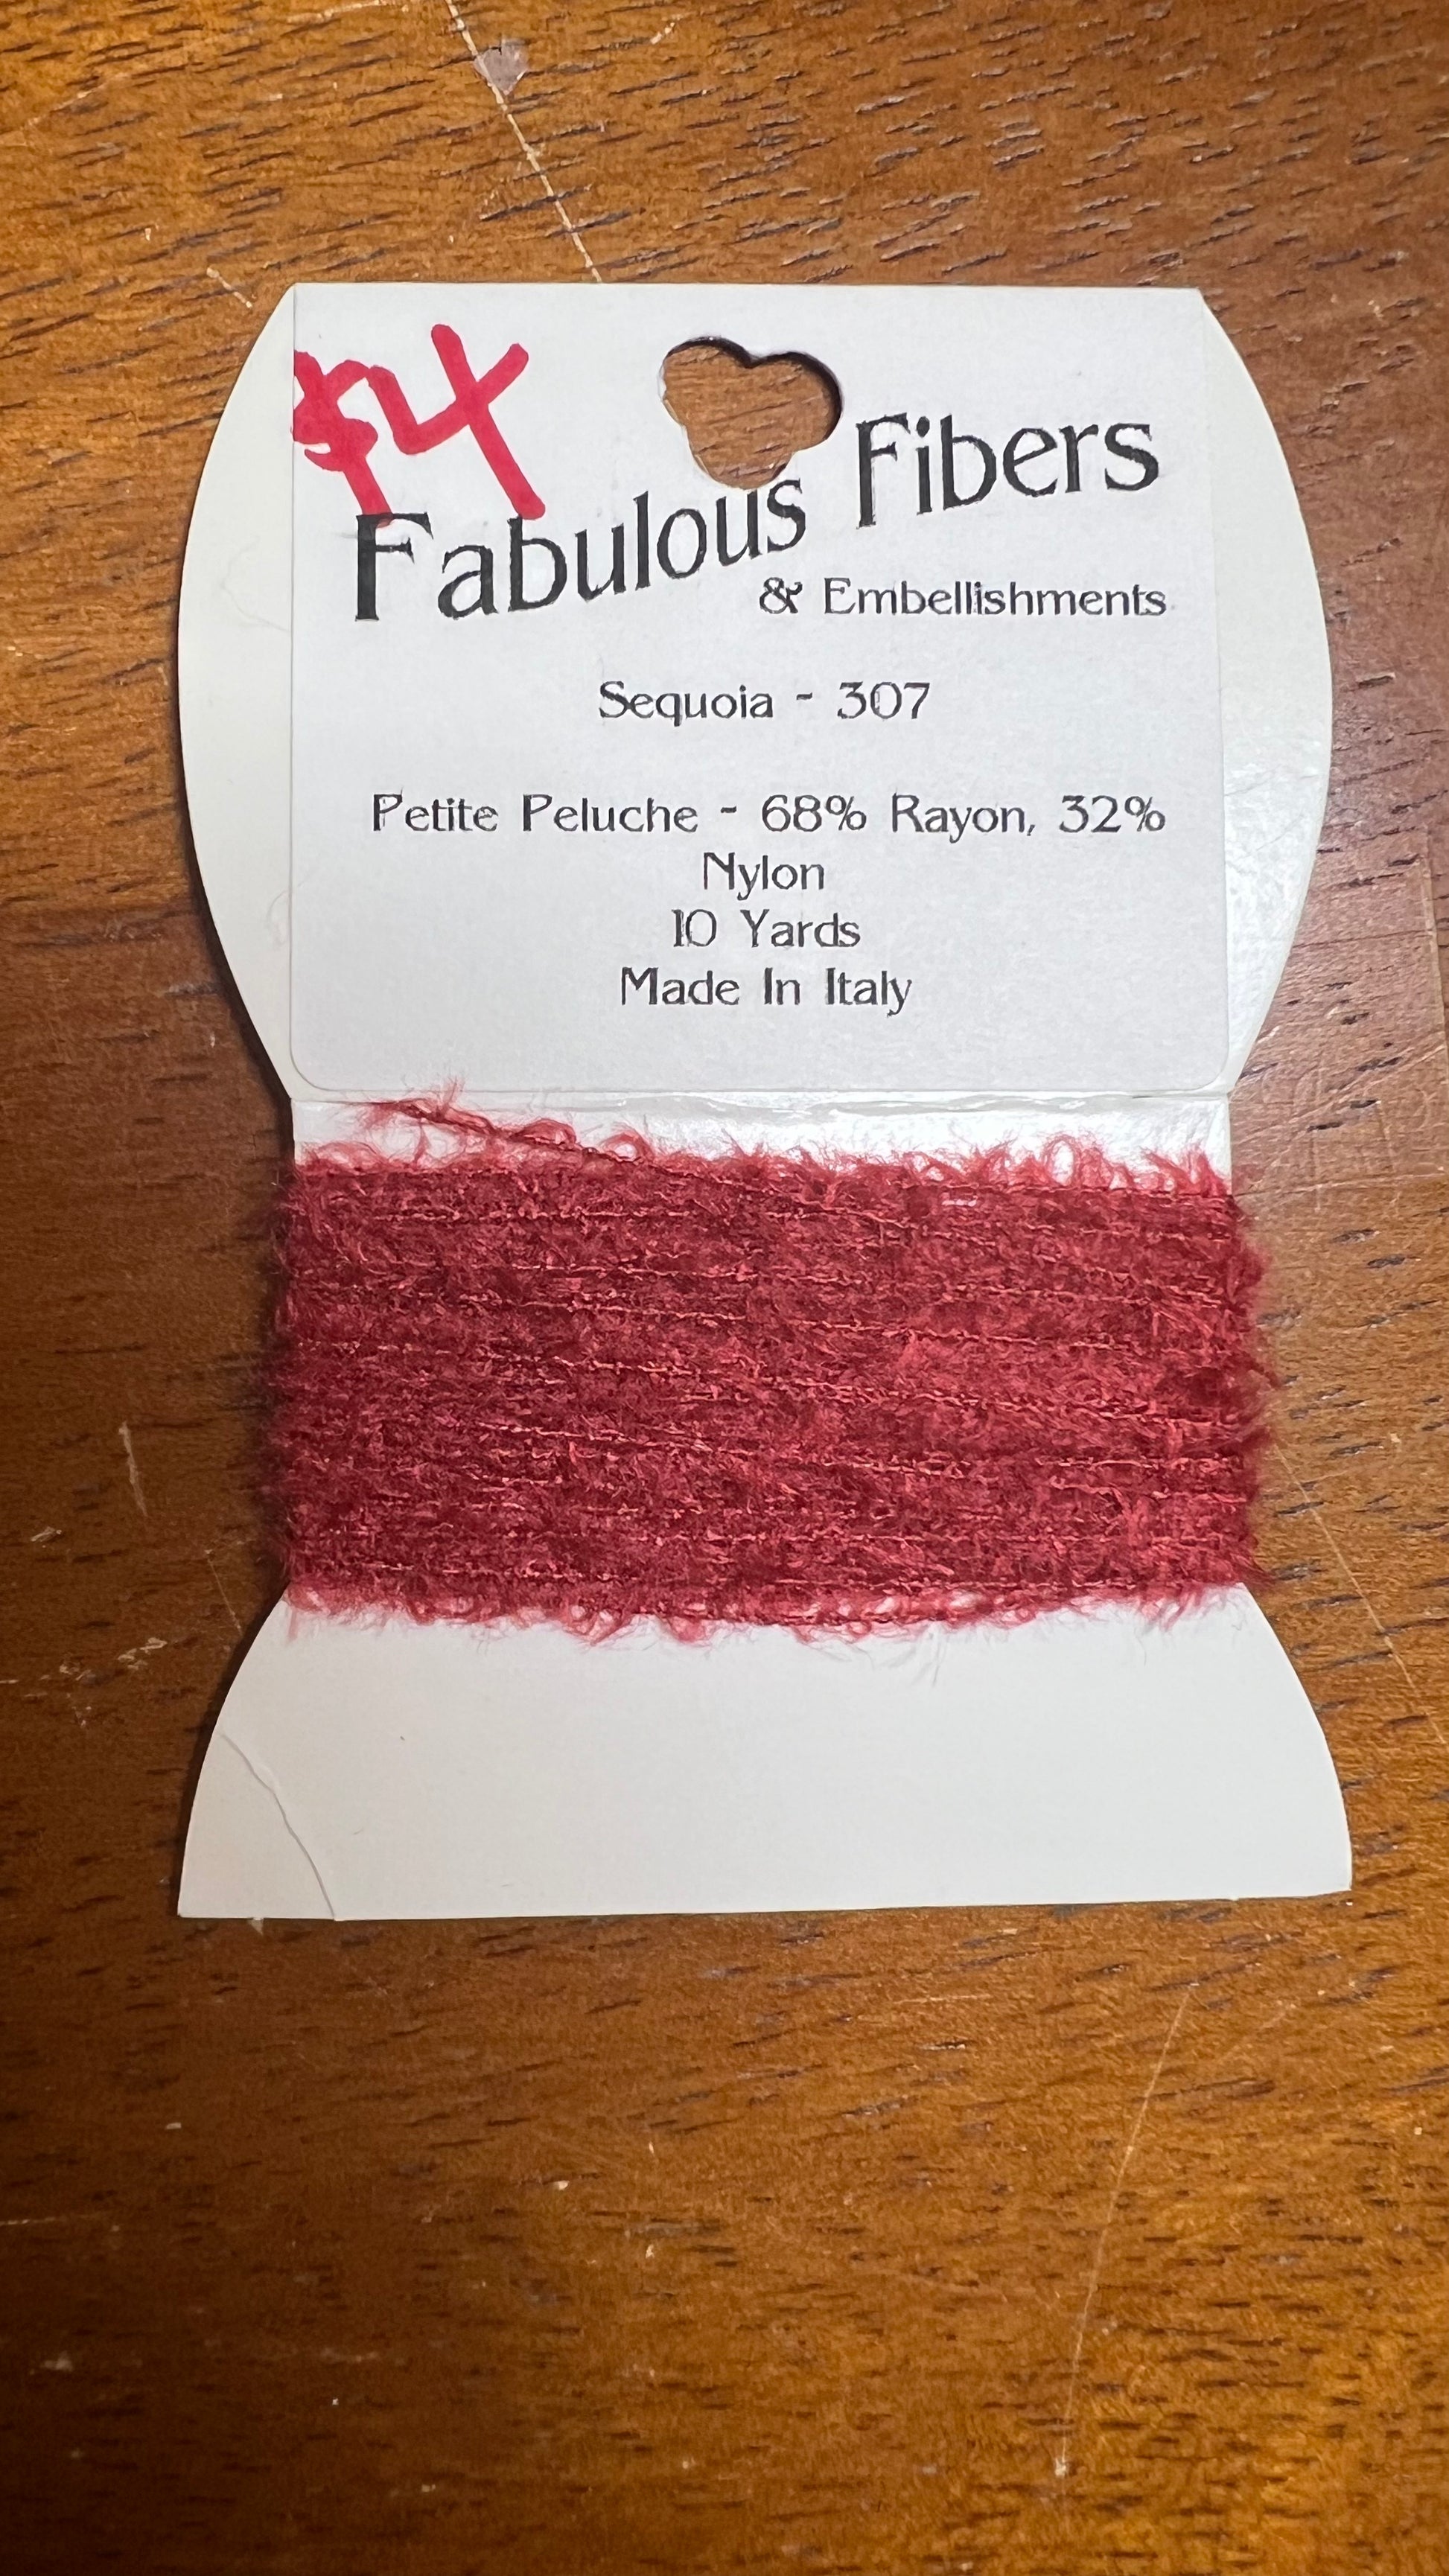 $4
Fabulous Fibers
& Embellishments
Sequoia - 307
Petite Peluche - 68% Rayon, 32%
Nylon
10 Yards
Made In Italy